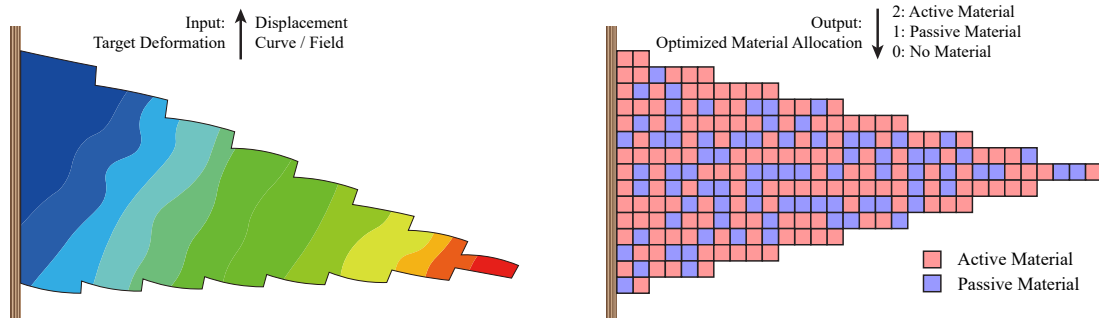 Input:
Target Deformation
Displacement
Curve / Field
Output:
Optimized Material Allocation
2: Active Material
1: Passive Material
0: No Material
Active Material
Passive Material